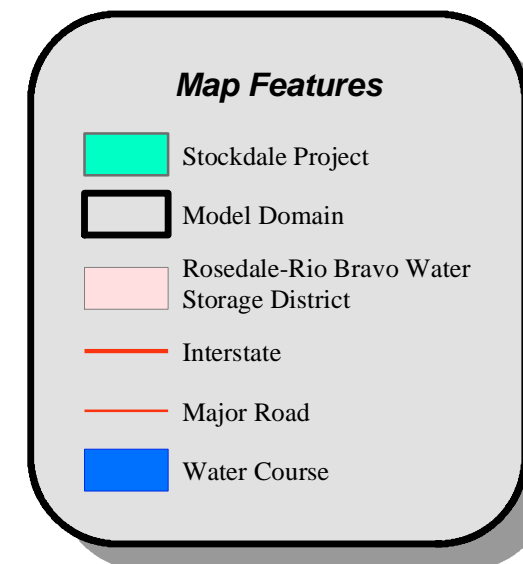 Map Features
Stockdale Project
Model Domain
Rosedale-Rio Bravo Water
Storage District
Interstate
Major Road
Water Course